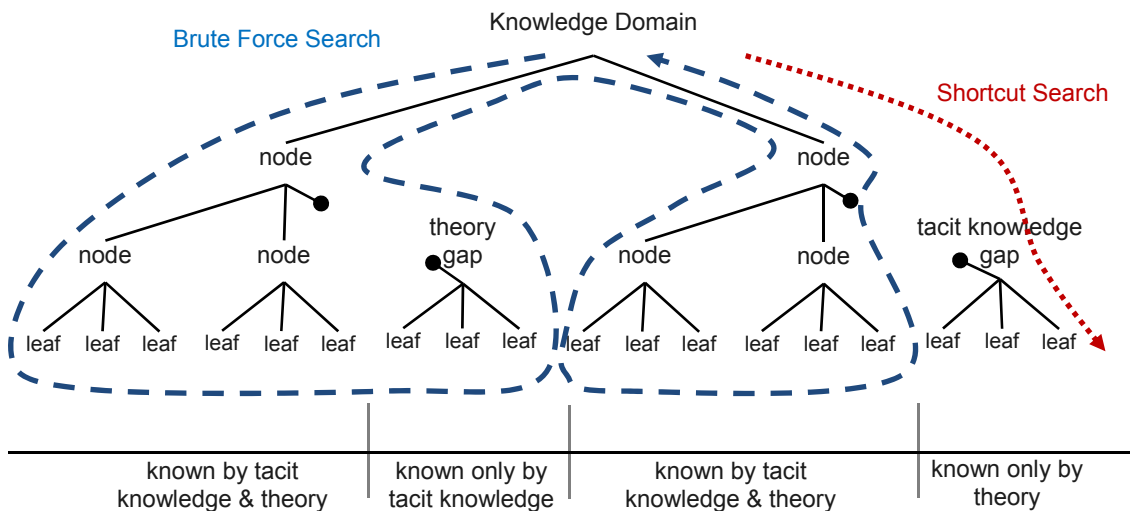 Knowledge Domain
Brute Force Search
Shortcut Search
node
node
theory
gap
tacit knowledge
gap
node
node
node
node
leaf leaf leaf
leaf leaf leaf
leaf leaf leaf
leaf leaf leaf
leaf leaf leaf
leaf leaf leaf
known by tacit
knowledge & theory
known only by
tacit knowledge
known by tacit
knowledge & theory
known only by
theory